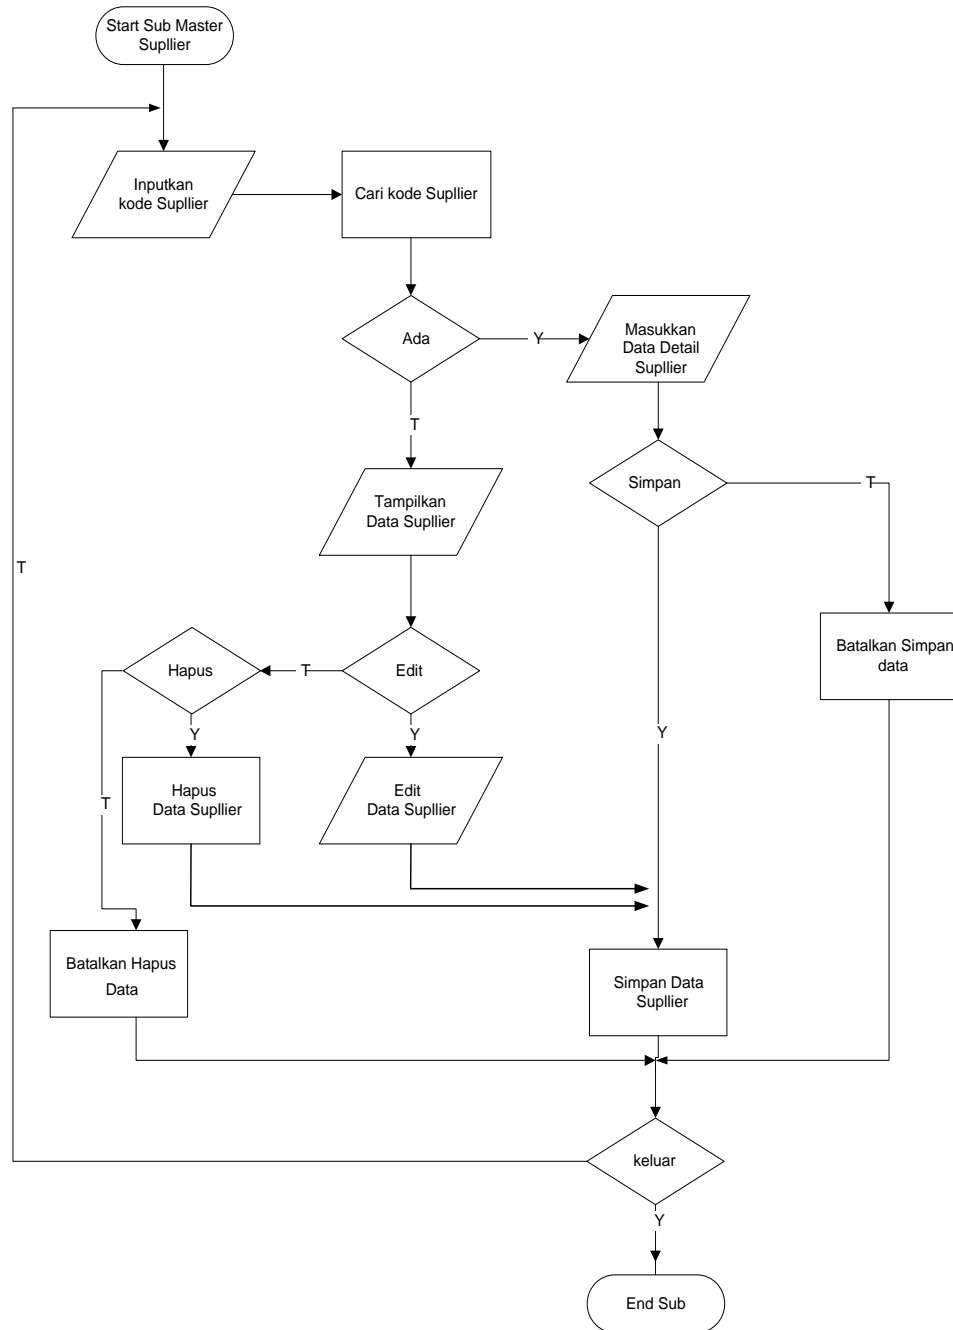 Start Sub Master
Supllier
Inputkan
kode Supllier
Cari kode Supllier
Ada
Y
Masukkan
Data Detail
Supllier
T
Simpan
T
Tampilkan
Data Supllier
T
Batalkan Simpan
data
Hapus
T
Edit
Y
Y
Y
Hapus
Data Supllier
Edit
Data Supllier
T
Batalkan Hapus
Data
Simpan Data
Supllier
keluar
Y
End Sub